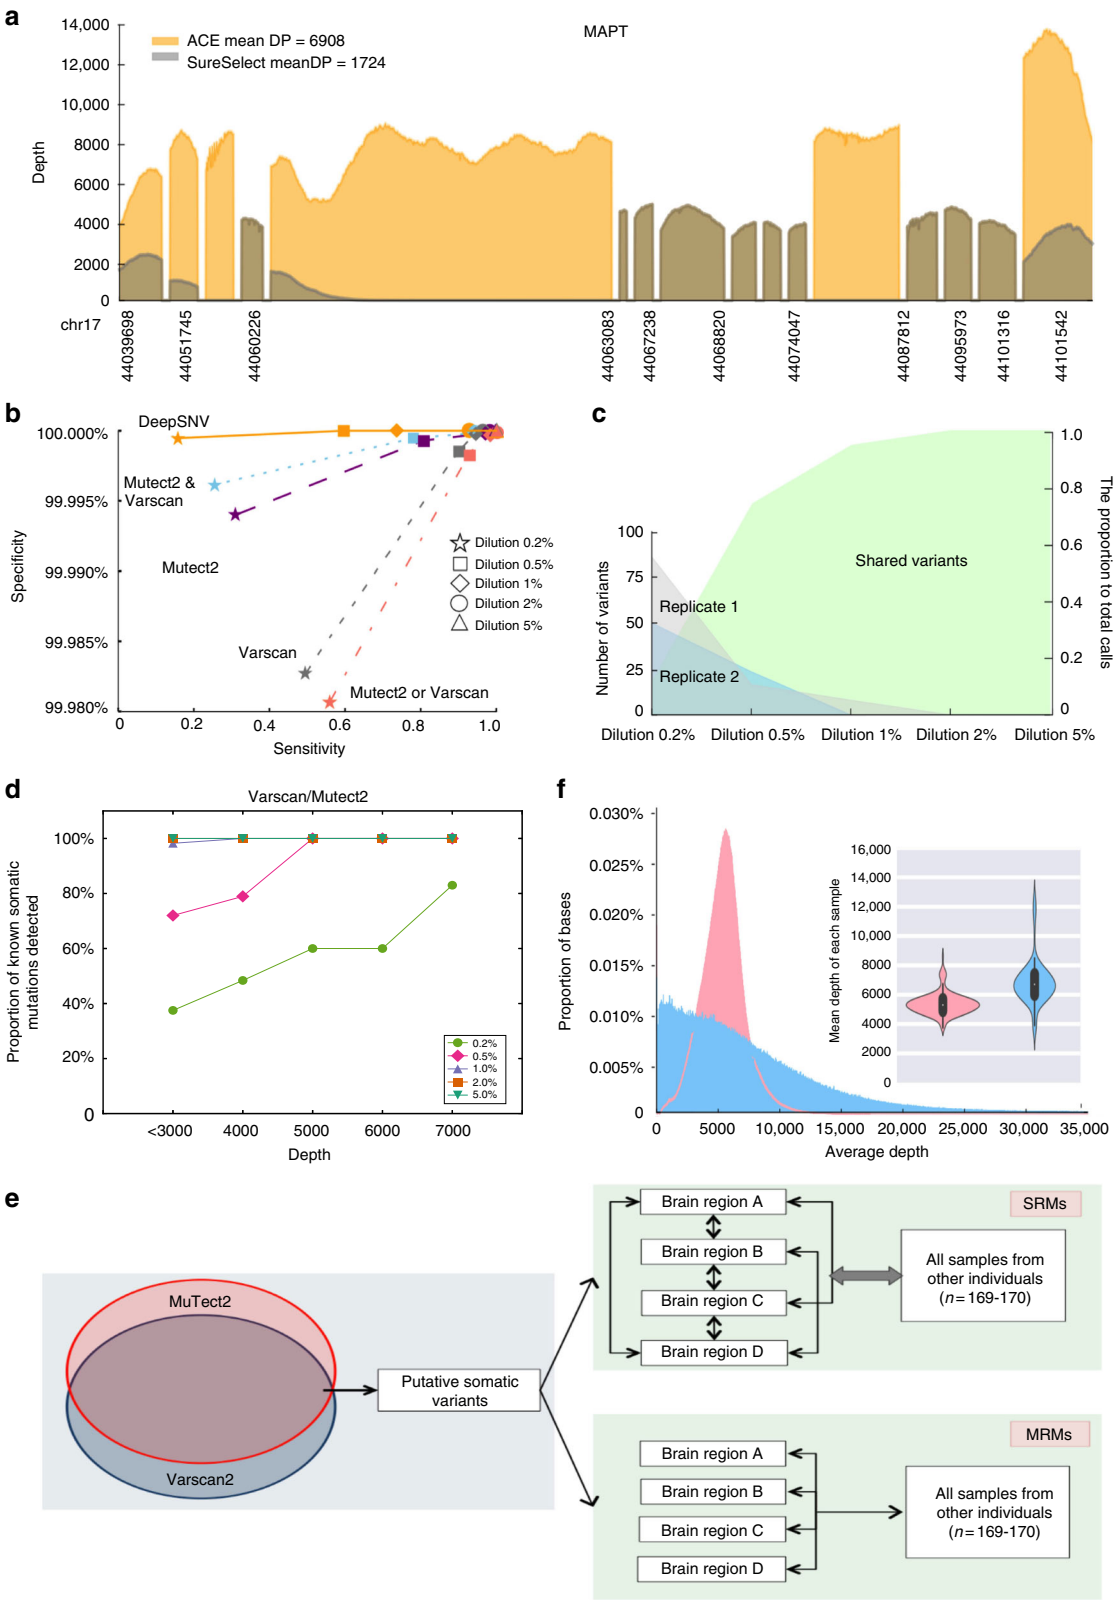 a
MAPT
ACE mean DP = 6908
SureSelect meanDP = 1724
Depth
14,000
12,000
10,000
8000
6000
4000
2000
0
chr17
44039698
44051745
44060226
44063083
44067238
44068820
44074047
44087812
44095973
44101316
44101542
b
Specificity
100.000%
99.995%
99.990%
99.985%
99.980%
DeepSNV
Mutect2 &
Varscan
Mutect2
Varscan
Mutect2 or Varscan
Dilution 0.2%
Dilution 0.5%
Dilution 1%
Dilution 2%
Dilution 5%
0
0.2
0.4
0.6
0.8
1.0
Sensitivity
c
Number of variants
100
75
50
25
0
Shared variants
Replicate 1
Replicate 2
1.0
0.8
0.6
0.4
0.2
0
The proportion to total calls
Dilution 0.2%
Dilution 0.5%
Dilution 1%
Dilution 2%
Dilution 5%
d
Varscan/Mutect2
Proportion of known somatic
mutations detected
100%
80%
60%
40%
20%
0
0.2%
0.5%
1.0%
2.0%
5.0%
<3000
4000
5000
6000
7000
Depth
f
Proportion of bases
0.030%
0.025%
0.020%
0.015%
0.010%
0.005%
0
Mean depth of each sample
16,000
14,000
12,000
10,000
8000
6000
4000
2000
0
0
5000
10,000
15,000
20,000
25,000
30,000
35,000
Average depth
e
MuTect2
Varscan2
Putative somatic
variants
SRMs
Brain region A
Brain region B
Brain region C
Brain region D
All samples from
other individuals
(n=169-170)
MRMs
Brain region A
Brain region B
Brain region C
Brain region D
All samples from
other individuals
(n=169-170)